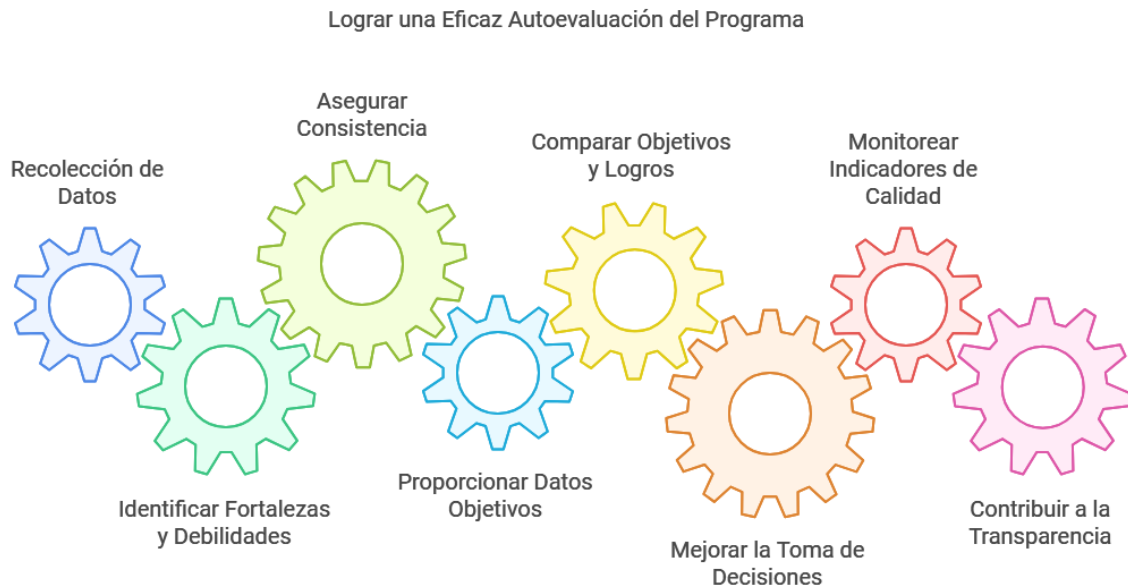 Lograr una Eficaz Autoevaluación del Programa
Recolección de
Datos
Identificar Fortalezas
y Debilidades
Asegurar
Consistencia
Proporcionar Datos
Objetivos
Comparar Objetivos
y Logros
Mejorar la Toma de
Decisiones
Monitorear
Indicadores de
Calidad
Contribuir a la
Transparencia